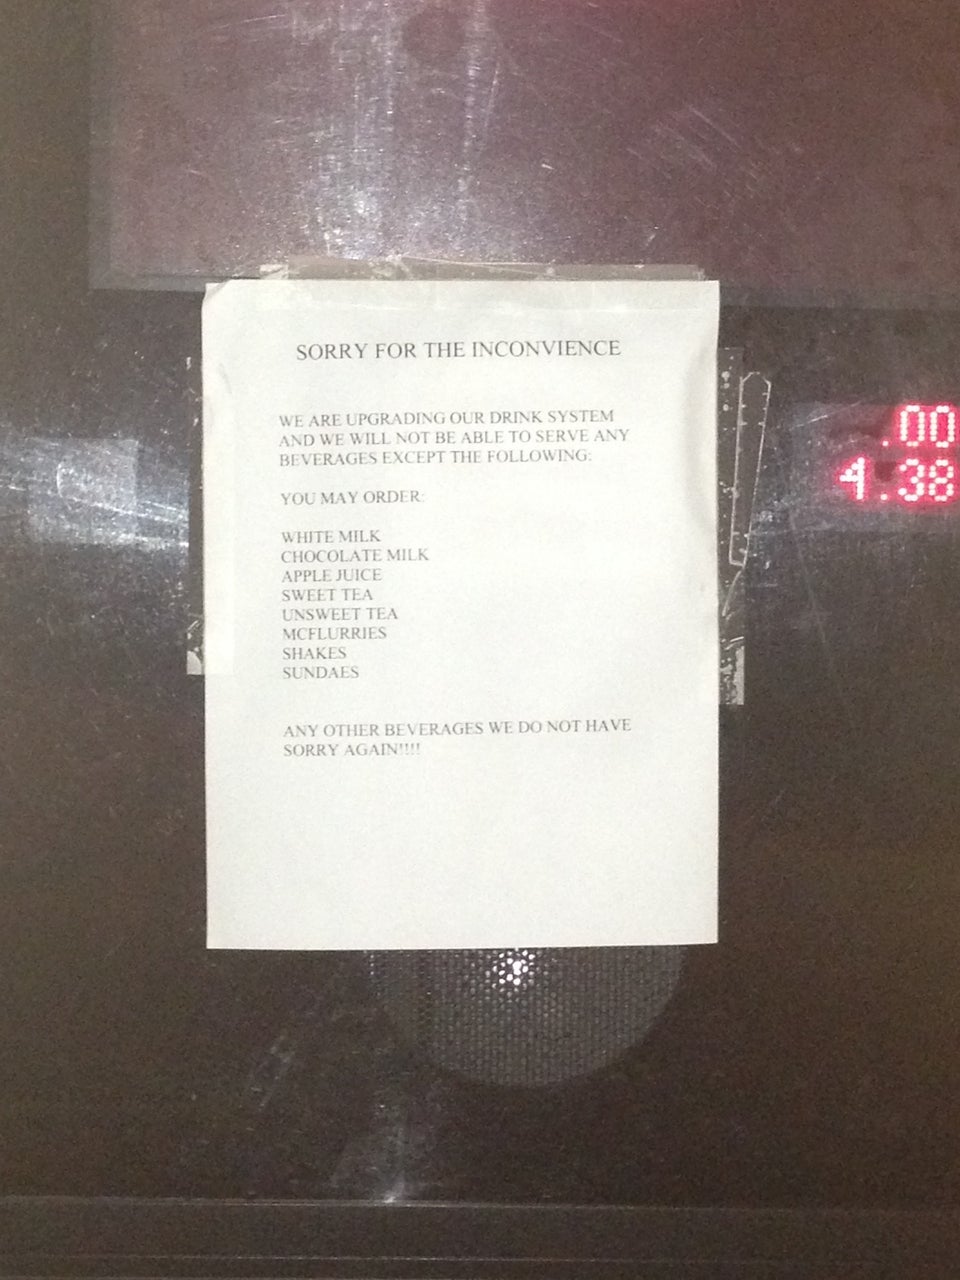 SORRY FOR THE INCONVIENCE
WE ARE UPGRADING OUR DRINK SYSTEM
AND WE WILL NOT BE ABLE TO SERVE ANY
BEVERAGES EXCEPT THE FOLLOWING:
YOU MAY ORDER:
WHITE MILK
CHOCOLATE MILK
APPLE JUICE
SWEET TEA
UNSWEET TEA
MCFLURRIES
SHAKES
SUNDAES
ANY OTHER BEVERAGES WE DO NOT HAVE
SORRY AGAIN!!!!
.00
4.38